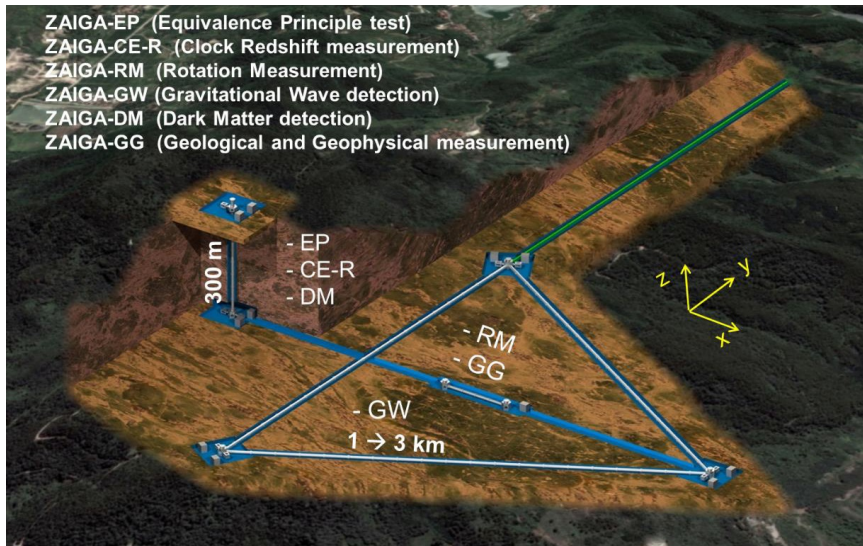 ZAIGA-EP (Equivalence Principle test)
ZAIGA-CE-R (Clock Redshift measurement)
ZAIGA-RM (Rotation Measurement)
ZAIGA-GW (Gravitational Wave detection)
ZAIGA-DM (Dark Matter detection)
ZAIGA-GG (Geological and Geophysical measurement)
300 m
- EP
- CE-R
- DM
z
y
x
- RM
- GG
- GW
1 → 3 km